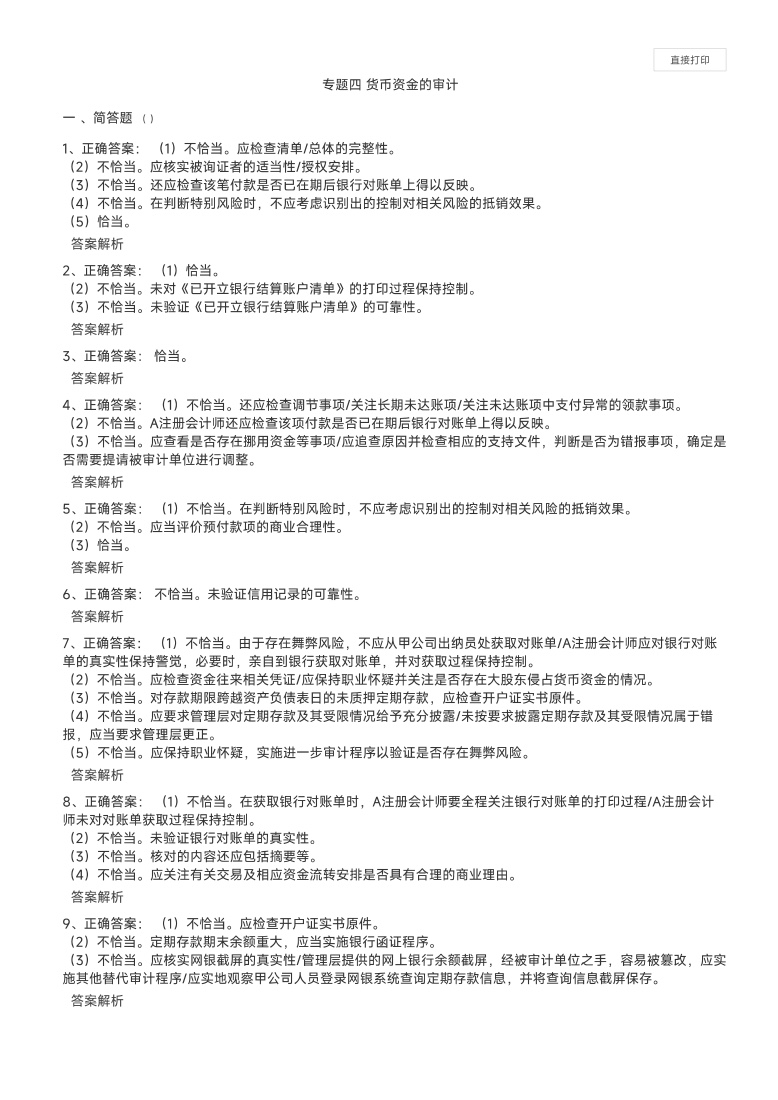 直接打印
专题四 货币资金的审计
一 、简答题 （ ）
1、正确答案： （1）不恰当。应检查清单/总体的完整性。
（2）不恰当。应核实被询证者的适当性/授权安排。
（3）不恰当。还应检查该笔付款是否已在期后银行对账单上得以反映。
（4）不恰当。在判断特别风险时，不应考虑识别出的控制对相关风险的抵销效果。
（5）恰当。
答案解析
2、正确答案： （1）恰当。
（2）不恰当。未对《已开立银行结算账户清单》的打印过程保持控制。
（3）不恰当。未验证《已开立银行结算账户清单》的可靠性。
答案解析
3、正确答案： 恰当。
答案解析
4、正确答案： （1）不恰当。还应检查调节事项/关注长期未达账项/关注未达账项中支付异常的领款事项。
（2）不恰当。A注册会计师还应检查该项付款是否已在期后银行对账单上得以反映。
（3）不恰当。应查看是否存在挪用资金等事项/应追查原因并检查相应的支持文件，判断是否为错报事项，确定是
否需要提请被审计单位进行调整。
答案解析
5、正确答案： （1）不恰当。在判断特别风险时，不应考虑识别出的控制对相关风险的抵销效果。
（2）不恰当。应当评价预付款项的商业合理性。
（3）恰当。
答案解析
6、正确答案： 不恰当。未验证信用记录的可靠性。
答案解析
7、正确答案： （1）不恰当。由于存在舞弊风险，不应从甲公司出纳员处获取对账单/A注册会计师应对银行对账
单的真实性保持警觉，必要时，亲自到银行获取对账单，并对获取过程保持控制。
（2）不恰当。应检查资金往来相关凭证/应保持职业怀疑并关注是否存在大股东侵占货币资金的情况。
（3）不恰当。对存款期限跨越资产负债表日的未质押定期存款，应检查开户证实书原件。
（4）不恰当。应要求管理层对定期存款及其受限情况给予充分披露/未按要求披露定期存款及其受限情况属于错
报，应当要求管理层更正。
（5）不恰当。应保持职业怀疑，实施进一步审计程序以验证是否存在舞弊风险。
答案解析
8、正确答案： （1）不恰当。在获取银行对账单时，A注册会计师要全程关注银行对账单的打印过程/A注册会计
师未对对账单获取过程保持控制。
（2）不恰当。未验证银行对账单的真实性。
（3）不恰当。核对的内容还应包括摘要等。
（4）不恰当。应关注有关交易及相应资金流转安排是否具有合理的商业理由。
答案解析
9、正确答案： （1）不恰当。应检查开户证实书原件。
（2）不恰当。定期存款期末余额重大，应当实施银行函证程序。
（3）不恰当。应核实网银截屏的真实性/管理层提供的网上银行余额截屏，经被审计单位之手，容易被篡改，应实
施其他替代审计程序/应实地观察甲公司人员登录网银系统查询定期存款信息，并将查询信息截屏保存。
答案解析